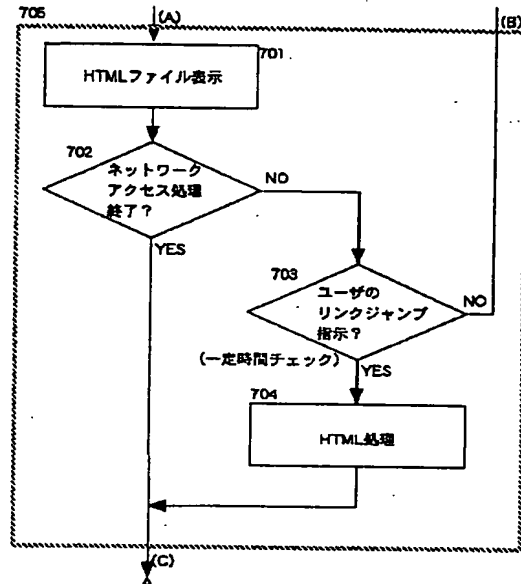 705
(A)
(B)
701
HTMLファイル表示
702
ネットワーク
アクセス処理
終了?
NO
YES
703
ユーザの
リンクジャンプ
指示?
NO
(一定時間チェック)
YES
704
HTML処理
(C)